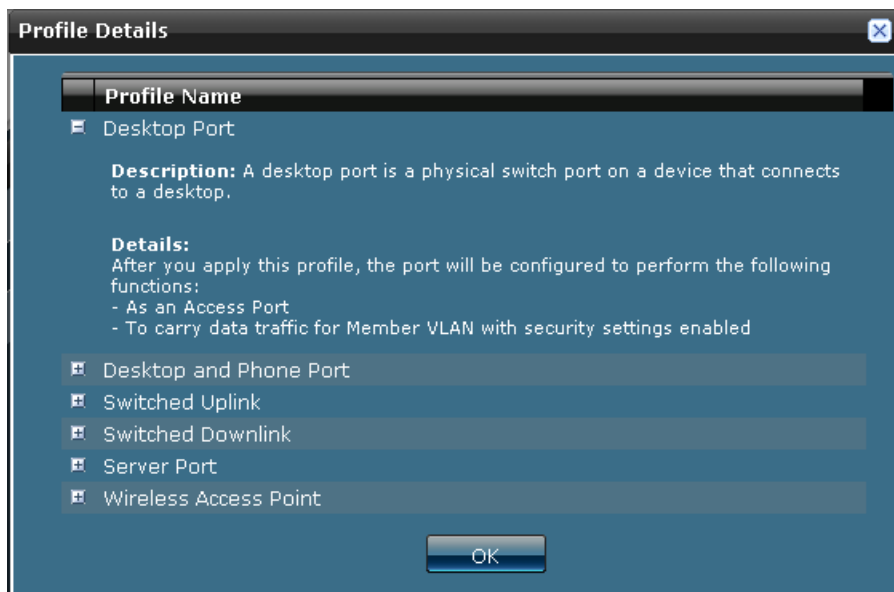 Profile Details
Profile Name
Desktop Port
Description: A desktop port is a physical switch port on a device that connects
to a desktop.
Details:
After you apply this profile, the port will be configured to perform the following
functions:
- As an Access Port
- To carry data traffic for Member VLAN with security settings enabled
Desktop and Phone Port
Switched Uplink
Switched Downlink
Server Port
Wireless Access Point
OK